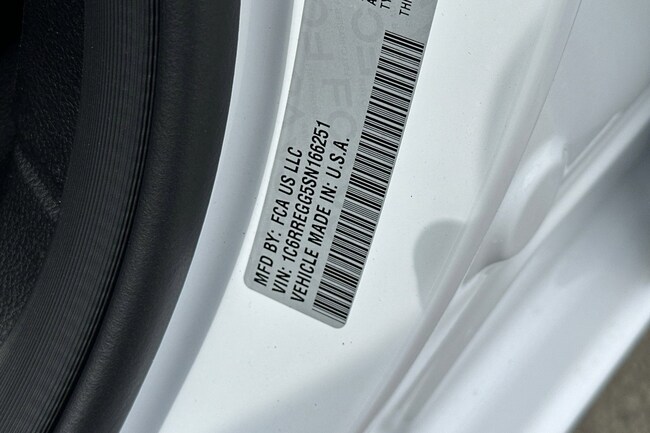 MFD BY: FCA US LLC
VIN: 1C6RREGG5SN166251
VEHICLE MADE IN: U.S.A.